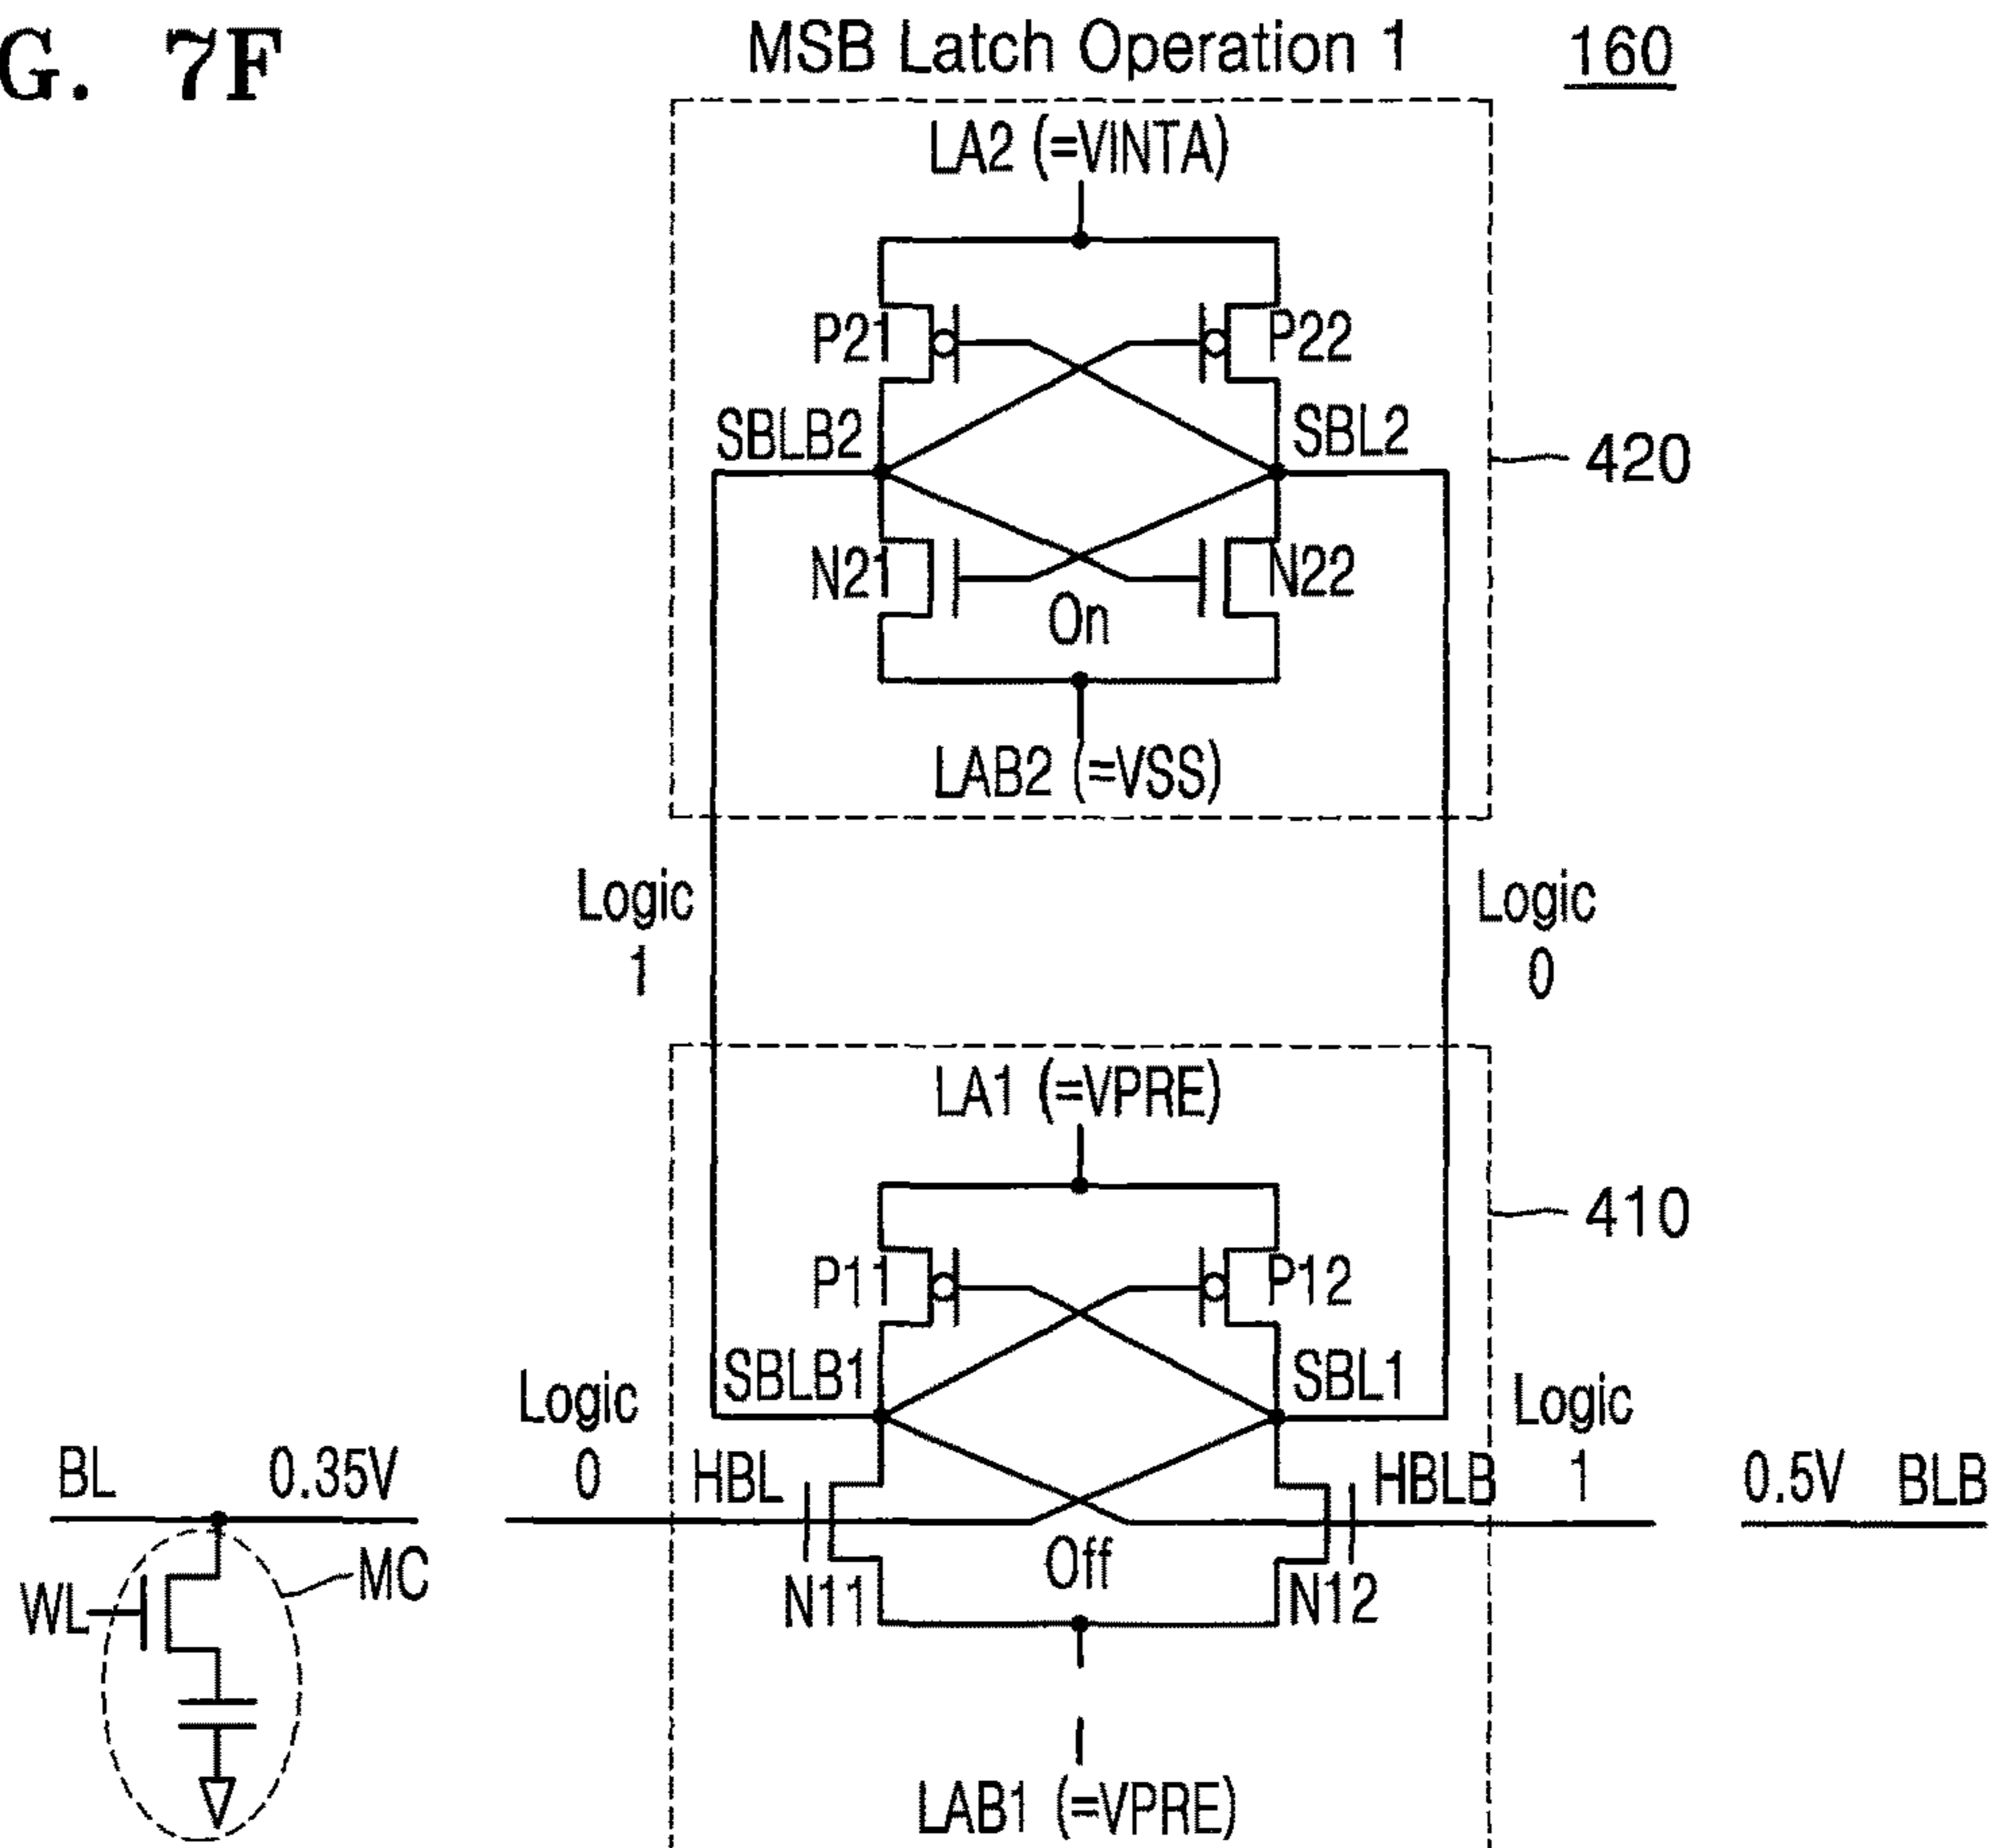 G. 7F
MSB Latch Operation 1
160
LA2 (=VINTA)
P21
P22
SBLB2
SBL2
420
N21
N22
On
LAB2 (=VSS)
Logic
1
Logic
0
LA1 (=VPRE)
410
P11
P12
SBLB1
SBL1
Logic
0
Logic
1
BL
0.35V
HBL
HBLB
0.5V
BLB
WL
MC
N11
Off
N12
LAB1 (=VPRE)